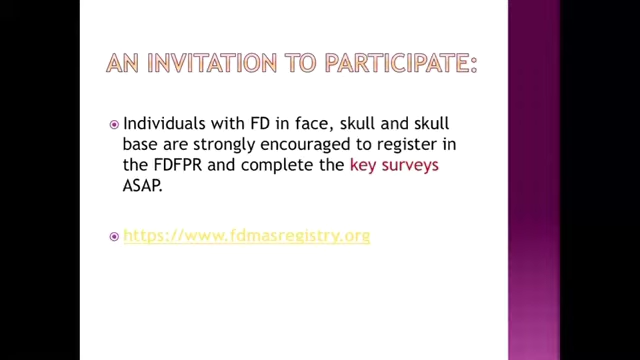 AN INVITATION TO PARTICIPATE:
Individuals with FD in face, skull and skull
base are strongly encouraged to register in
the FDFPR and complete the key surveys
ASAP.
https://www.fdmasregistry.org